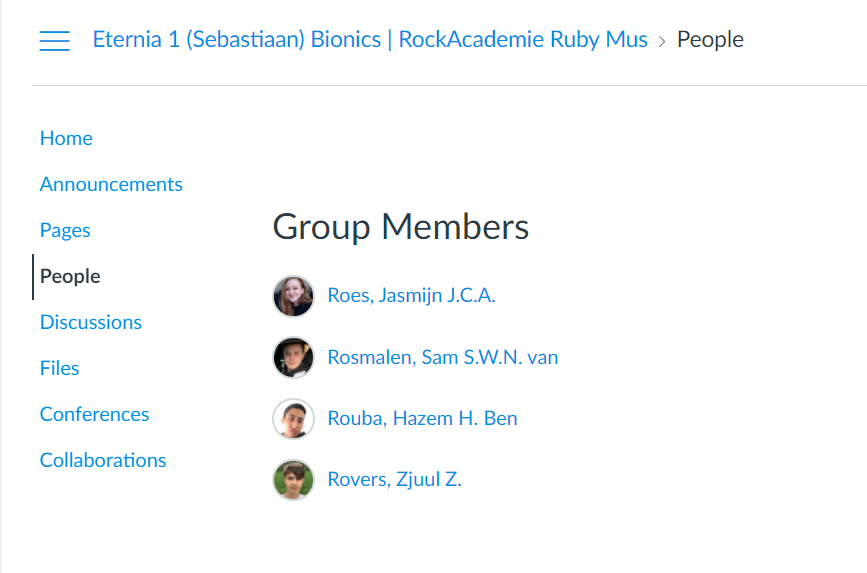 Eternia 1 (Sebastiaan) Bionics | RockAcademie Ruby Mus > People
Home
Announcements
Pages
People
Discussions
Files
Conferences
Collaborations
Group Members
Roes, Jasmijn J.C.A.
Rosmalen, Sam S.W.N. van
Rouba, Hazem H. Ben
Rovers, Zjuul Z.